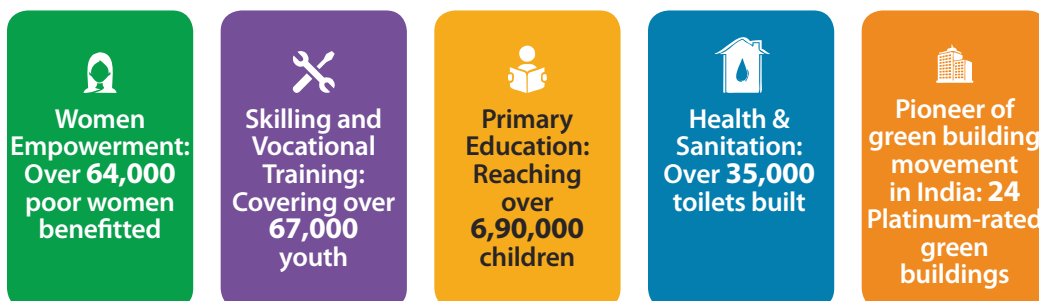 Women
Empowerment:
Over 64,000
poor women
benefitted
Skilling and
Vocational
Training:
Covering over
67,000
youth
Primary
Education:
Reaching
over
6,90,000
children
Health &
Sanitation:
Over 35,000
toilets built
Pioneer of
green building
movement
in India: 24
Platinum-rated
green
buildings